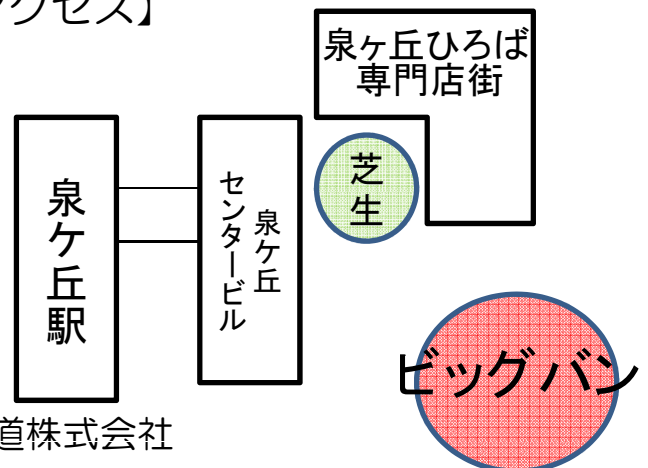 クセス】
泉ヶ丘ひろば
専門店街
芝生
泉ケ丘駅
泉ケ丘
センタービル
ビッグバン
道株式会社